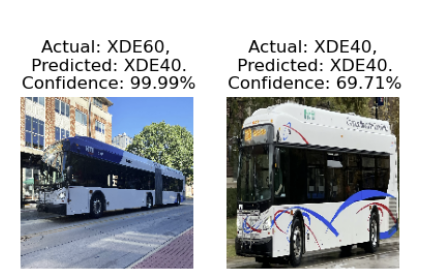 Actual: XDE60,
Predicted: XDE40.
Confidence: 99.99%
Actual: XDE40,
Predicted: XDE40.
Confidence: 69.71%